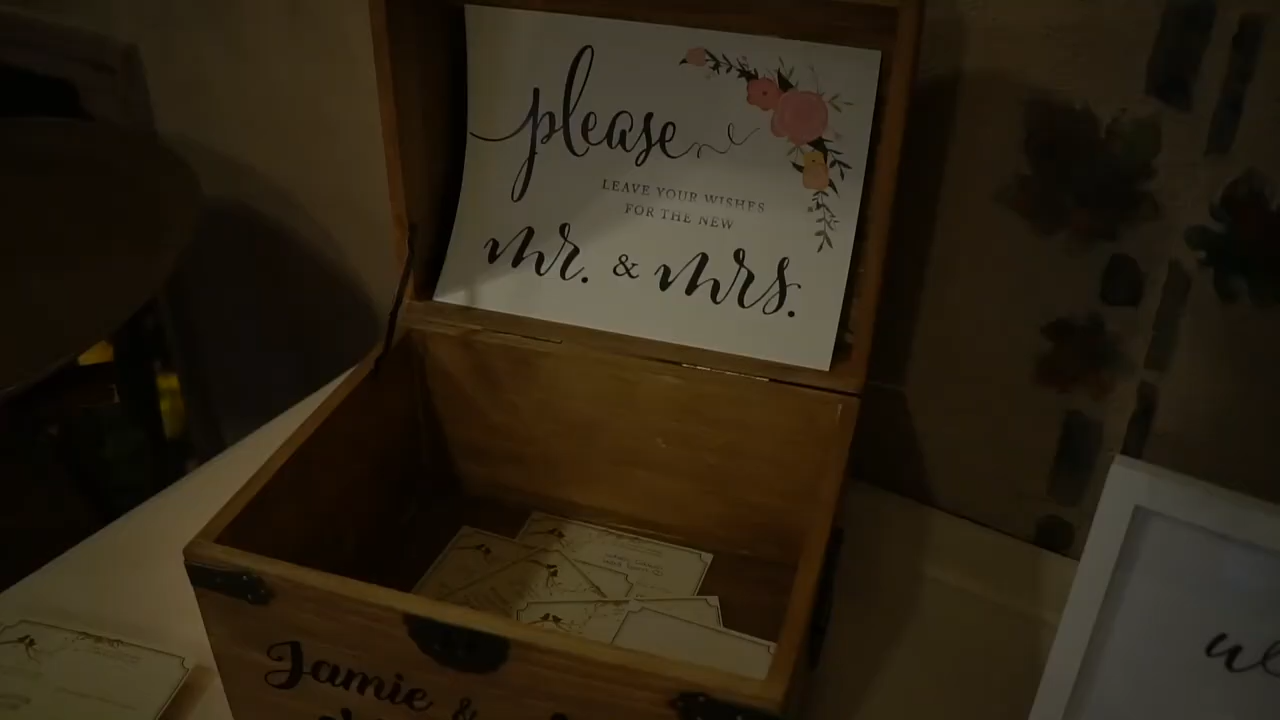 please
LEAVE YOUR WISHES
FOR THE NEW
mr. & mrs.
Jamie &